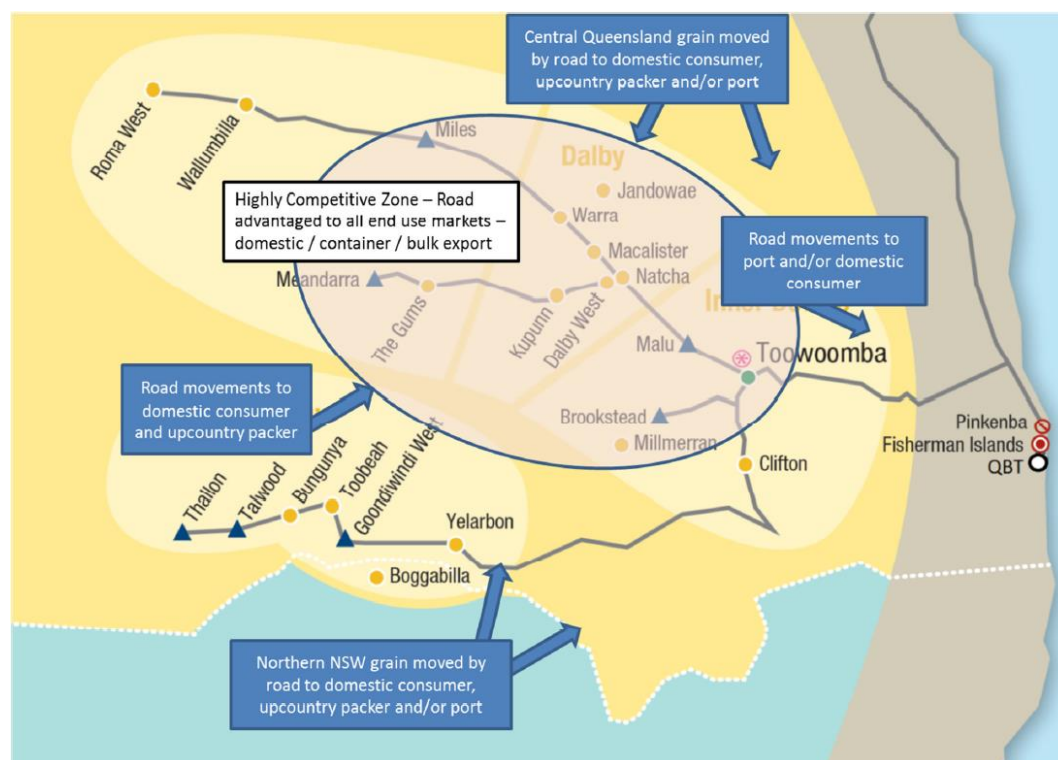 Central Queensland grain moved
by road to domestic consumer,
upcountry packer and/or port
Roma West
Wallumbilla
Miles
Dalby
Jandowae
Highly Competitive Zone – Road
advantaged to all end use markets –
domestic / container / bulk export
Warra
Macalister
Natcha
Road movements to
port and/or domestic
consumer
Meandarra
The Gums
Kupunn
Dalby West
Inner
Malu
Toowoomba
Road movements to
domestic consumer
and upcountry packer
Brookstead
Millmerran
Clifton
Pinkenba
Fisherman Islands
QBT
Thallon
Talwood
Bungunya
Toobeah
Goondiwindi West
Yelarbon
Boggabilla
Northern NSW grain moved by
road to domestic consumer,
upcountry packer and/or port